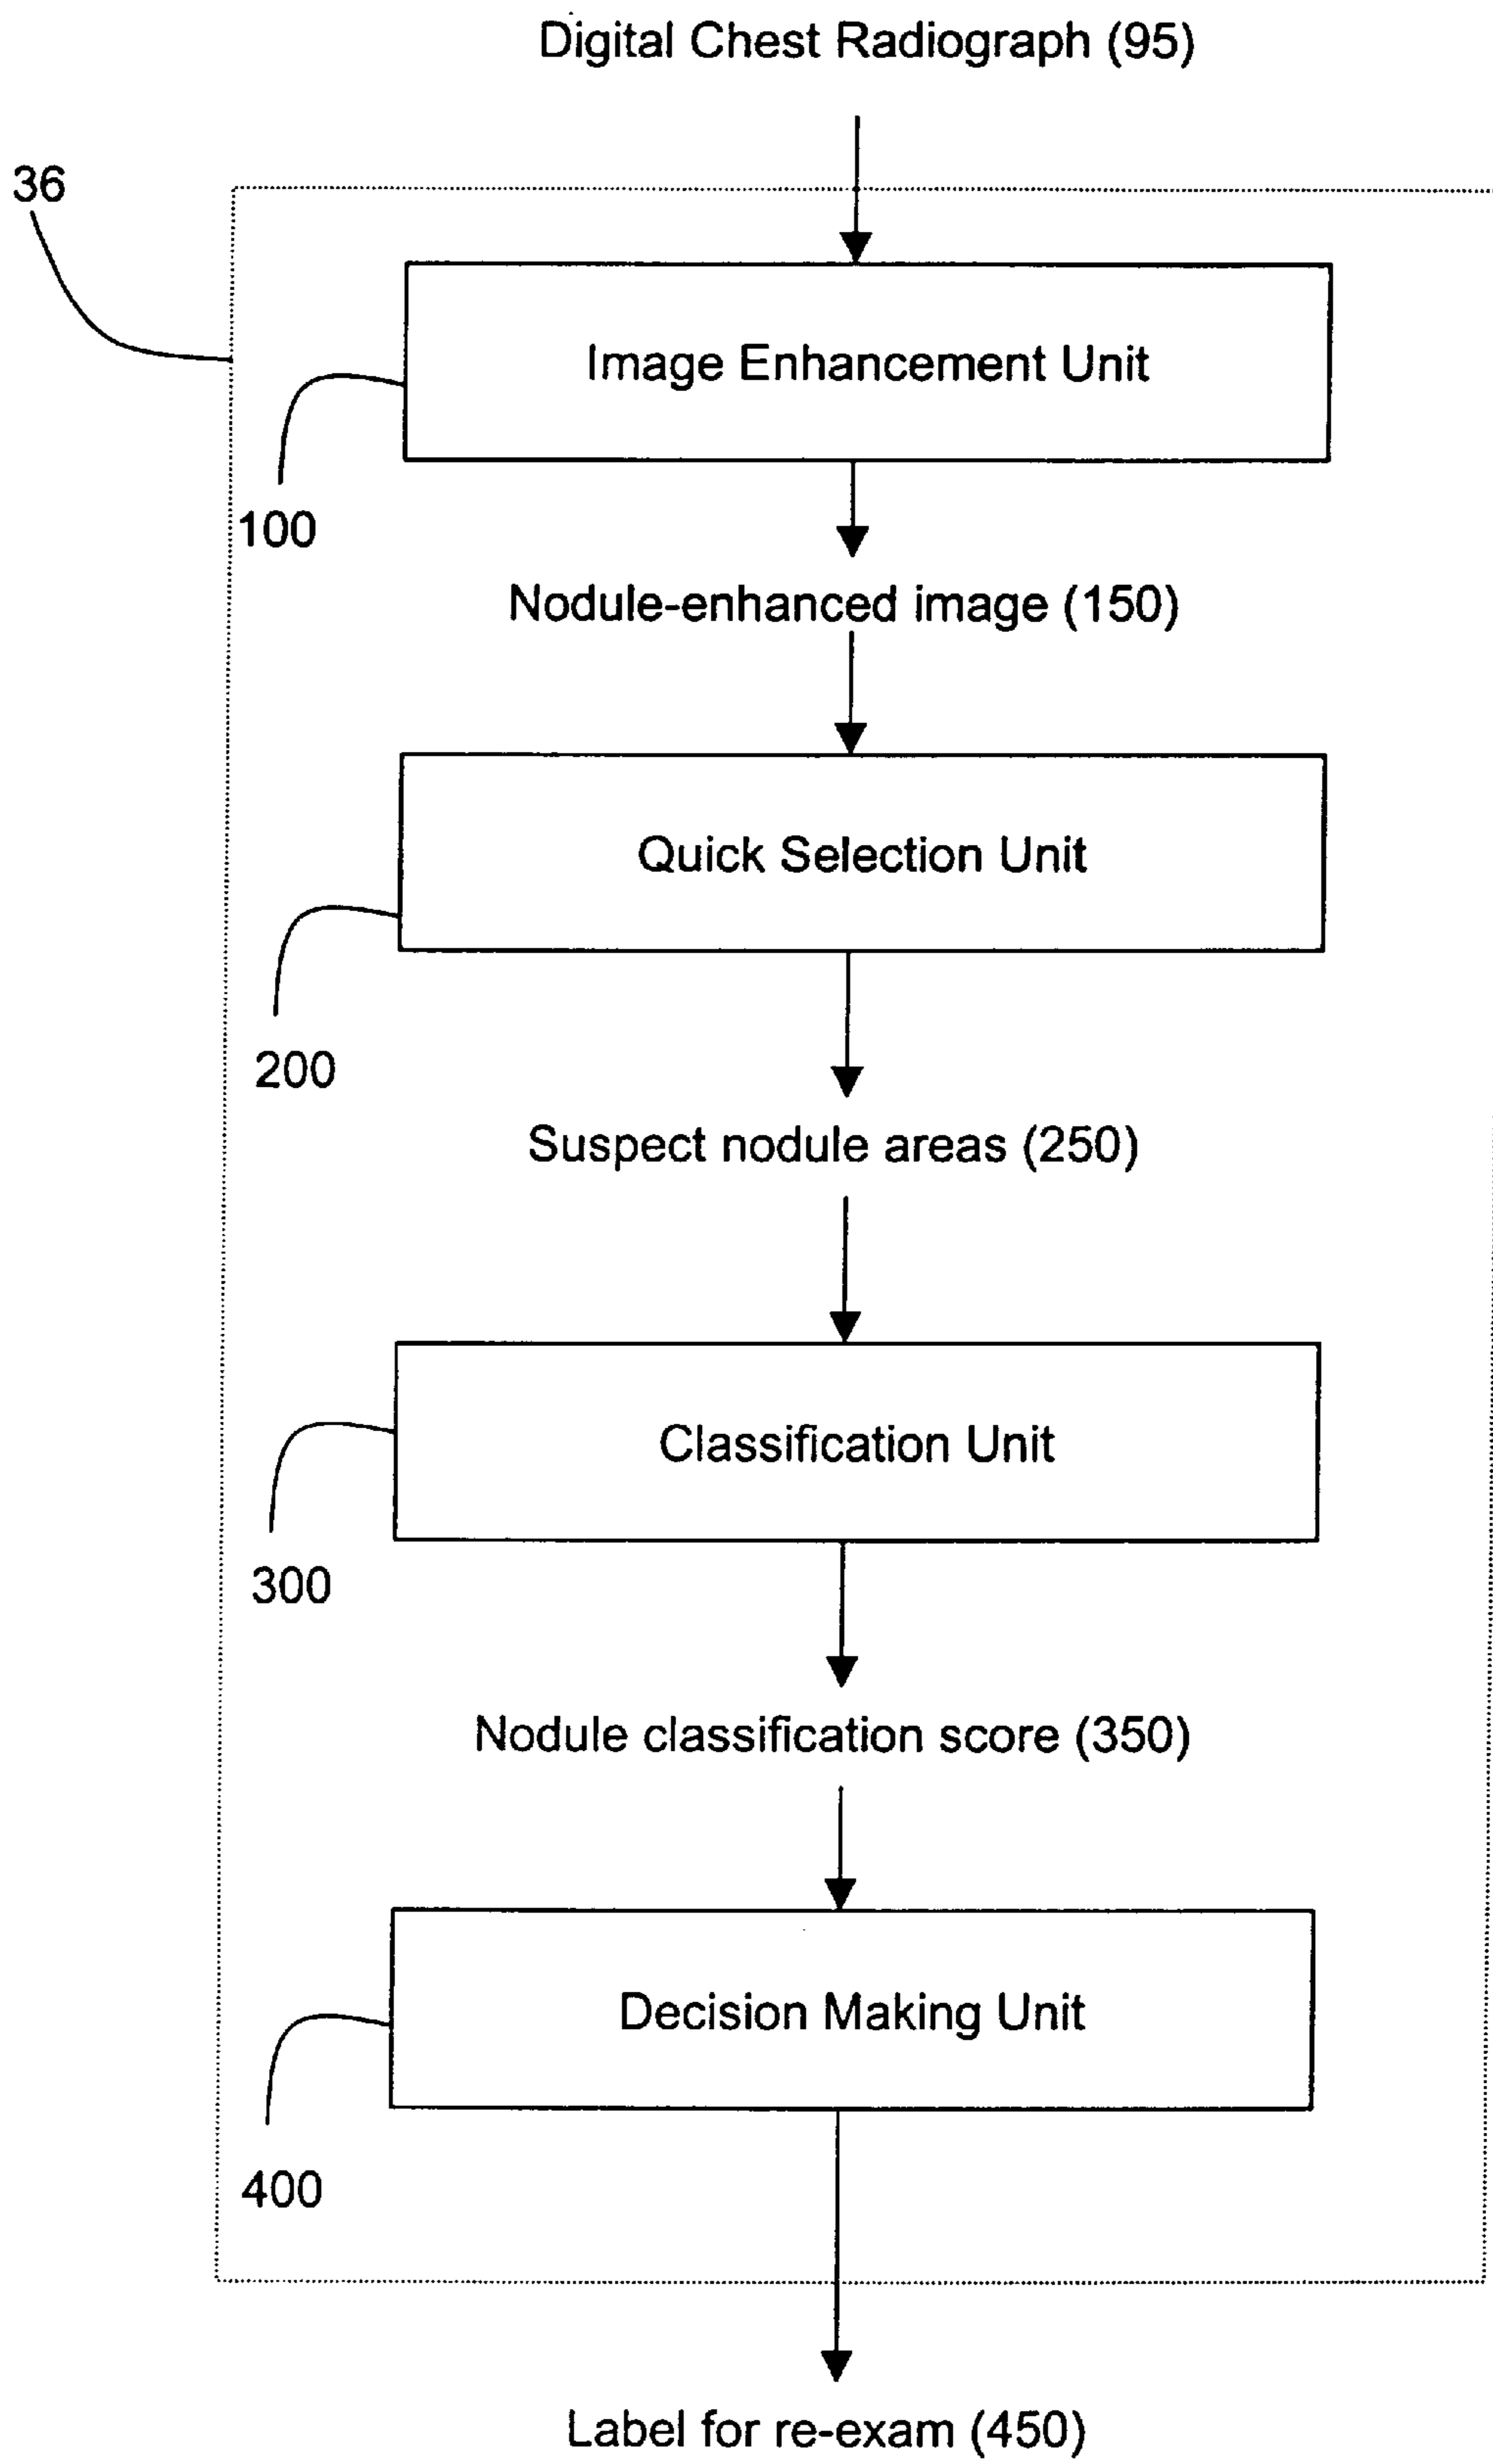 Digital Chest Radiograph (95)
36
Image Enhancement Unit
100
Nodule-enhanced image (150)
Quick Selection Unit
200
Suspect nodule areas (250)
Classification Unit
300
Nodule classification score (350)
Decision Making Unit
400
Label for re-exam (450)